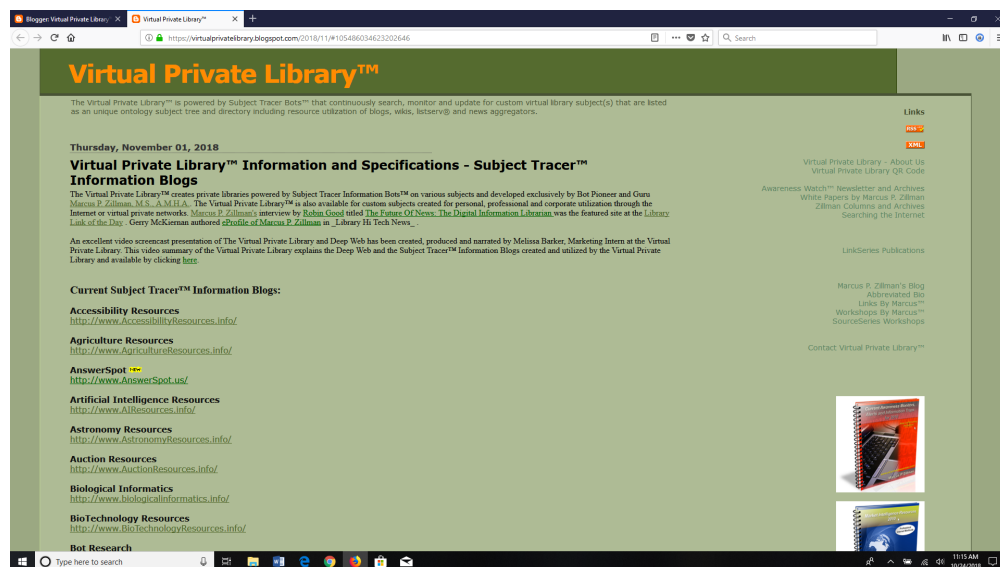 Blogger: Virtual Private Library
Virtual Private Library™
https://virtualprivatelibrary.blogspot.com/2018/11/#105486034623202646
Search
Virtual Private Library™
The Virtual Private Library™ is powered by Subject Tracer Bots™ that continuously search, monitor and update for custom virtual library subject(s) that are listed
as an unique ontology subject tree and directory including resource utilization of blogs, wikis, listserv® and news aggregators.
Thursday, November 01, 2018
Virtual Private Library™ Information and Specifications - Subject Tracer™
Information Blogs
The Virtual Private Library™ creates private libraries powered by Subject Tracer Information Bots™ on various subjects and developed exclusively by Bot Pioneer and Guru
Marcus P. Zillman, M.S., A.M.H.A.. The Virtual Private Library™ is also available for custom subjects created for personal, professional and corporate utilization through the
Internet or virtual private networks. Marcus P. Zillman's interview by Robin Good titled The Future Of News: The Digital Information Librarian was the featured site at the Library
Link of the Day . Gerry McKiernan authored eProfile of Marcus P. Zillman in _Library Hi Tech News_ .
An excellent video screencast presentation of The Virtual Private Library and Deep Web has been created, produced and narrated by Melissa Barker, Marketing Intern at the Virtual
Private Library. This video summary of the Virtual Private Library explains the Deep Web and the Subject Tracer™ Information Blogs created and utilized by the Virtual Private
Library and available by clicking here.
Current Subject Tracer™ Information Blogs:
Accessibility Resources
http://www.AccessibilityResources.info/
Agriculture Resources
http://www.AgricultureResources.info/
AnswerSpot NEW
http://www.AnswerSpot.us/
Artificial Intelligence Resources
http://www.AIResources.info/
Astronomy Resources
http://www.AstronomyResources.info/
Auction Resources
http://www.AuctionResources.info/
Biological Informatics
http://www.biologicalinformatics.info/
BioTechnology Resources
http://www.BioTechnologyResources.info/
Bot Research
Links
RSS
XML
Virtual Private Library - About Us
Virtual Private Library QR Code
Awareness Watch™ Newsletter and Archives
White Papers by Marcus P. Zillman
Zillman Columns and Archives
Searching the Internet
LinkSeries Publications
Marcus P. Zillman's Blog
Abbreviated Bio
Links By Marcus™
Workshops By Marcus™
SourceSeries Workshops
Contact Virtual Private Library™
Type here to search
11:15 AM
10/24/2018